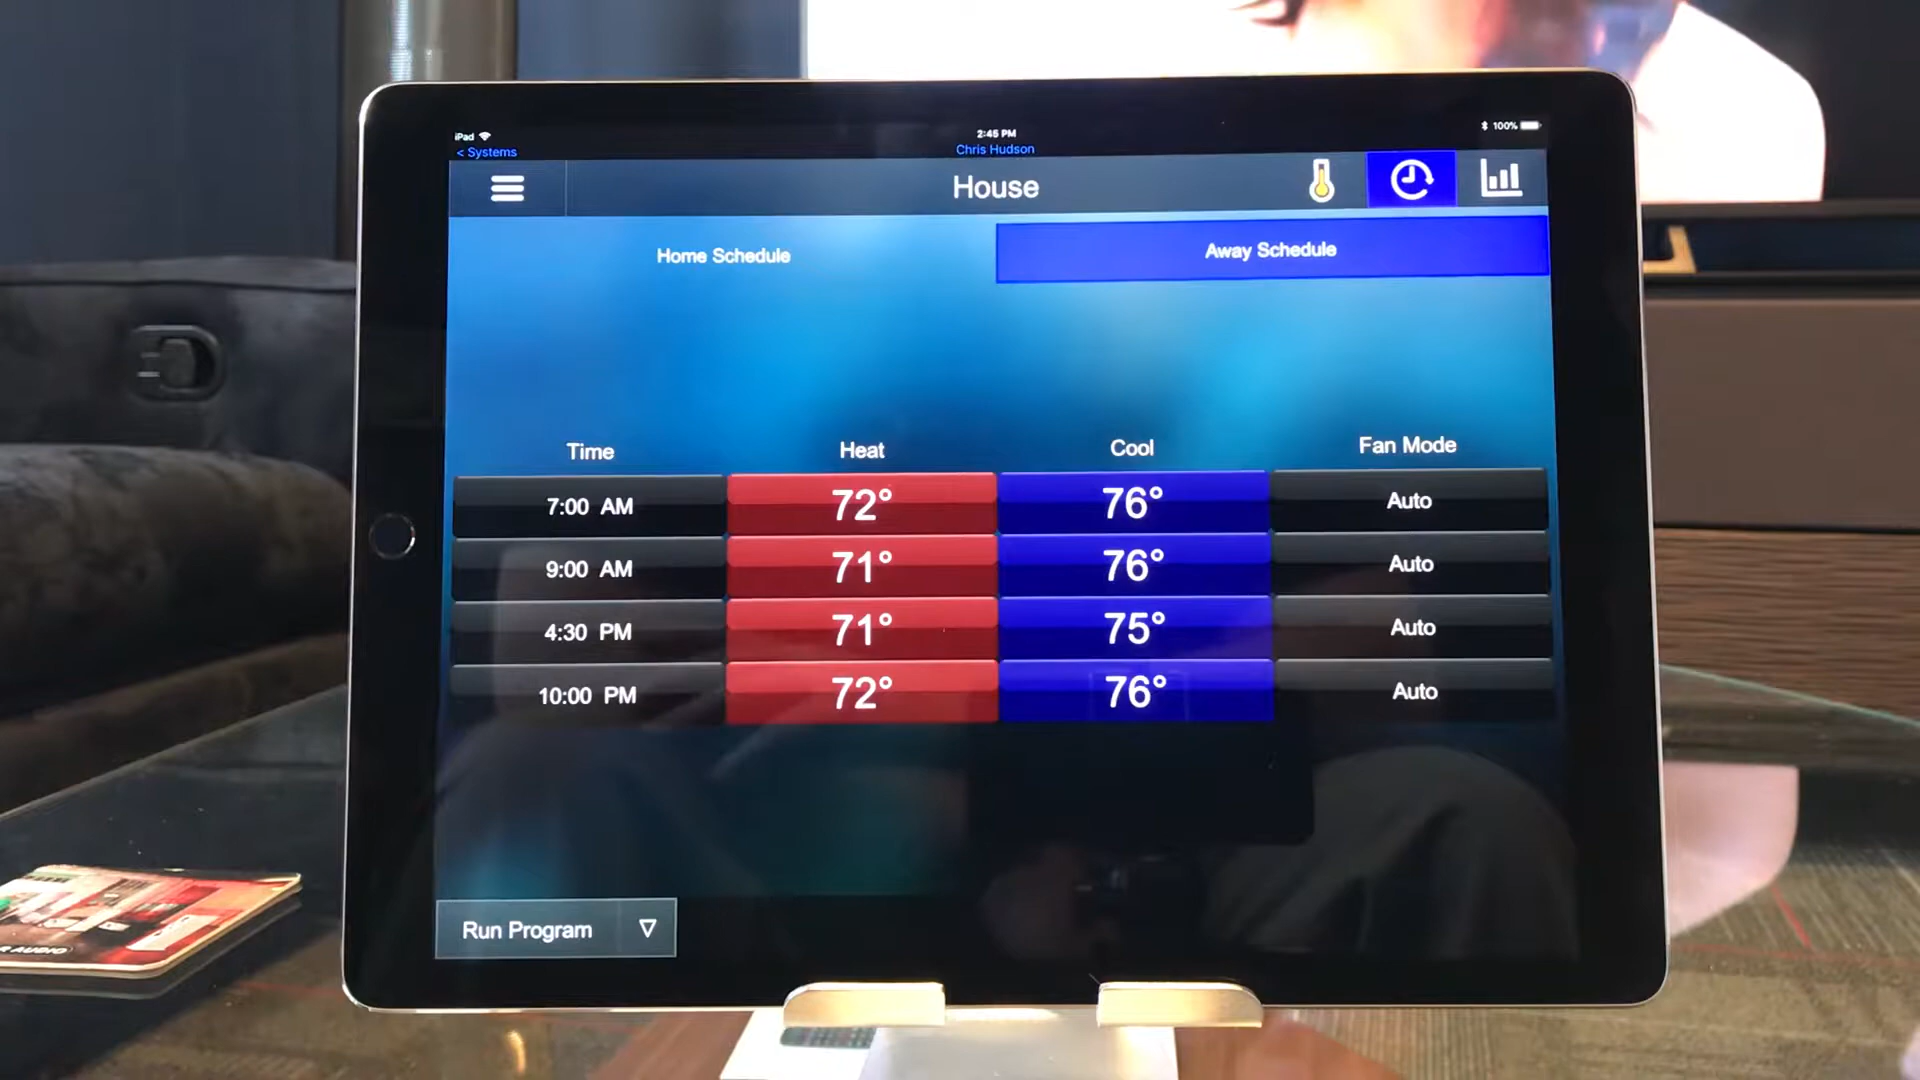 iPad
2:45 PM
100%
< Systems
Chris Hudson
House
Home Schedule
Away Schedule
Time Heat Cool Fan Mode
7:00 AM 72° 76° Auto
9:00 AM 71° 76° Auto
4:30 PM 71° 75° Auto
10:00 PM 72° 76° Auto
Run Program
AUDIO